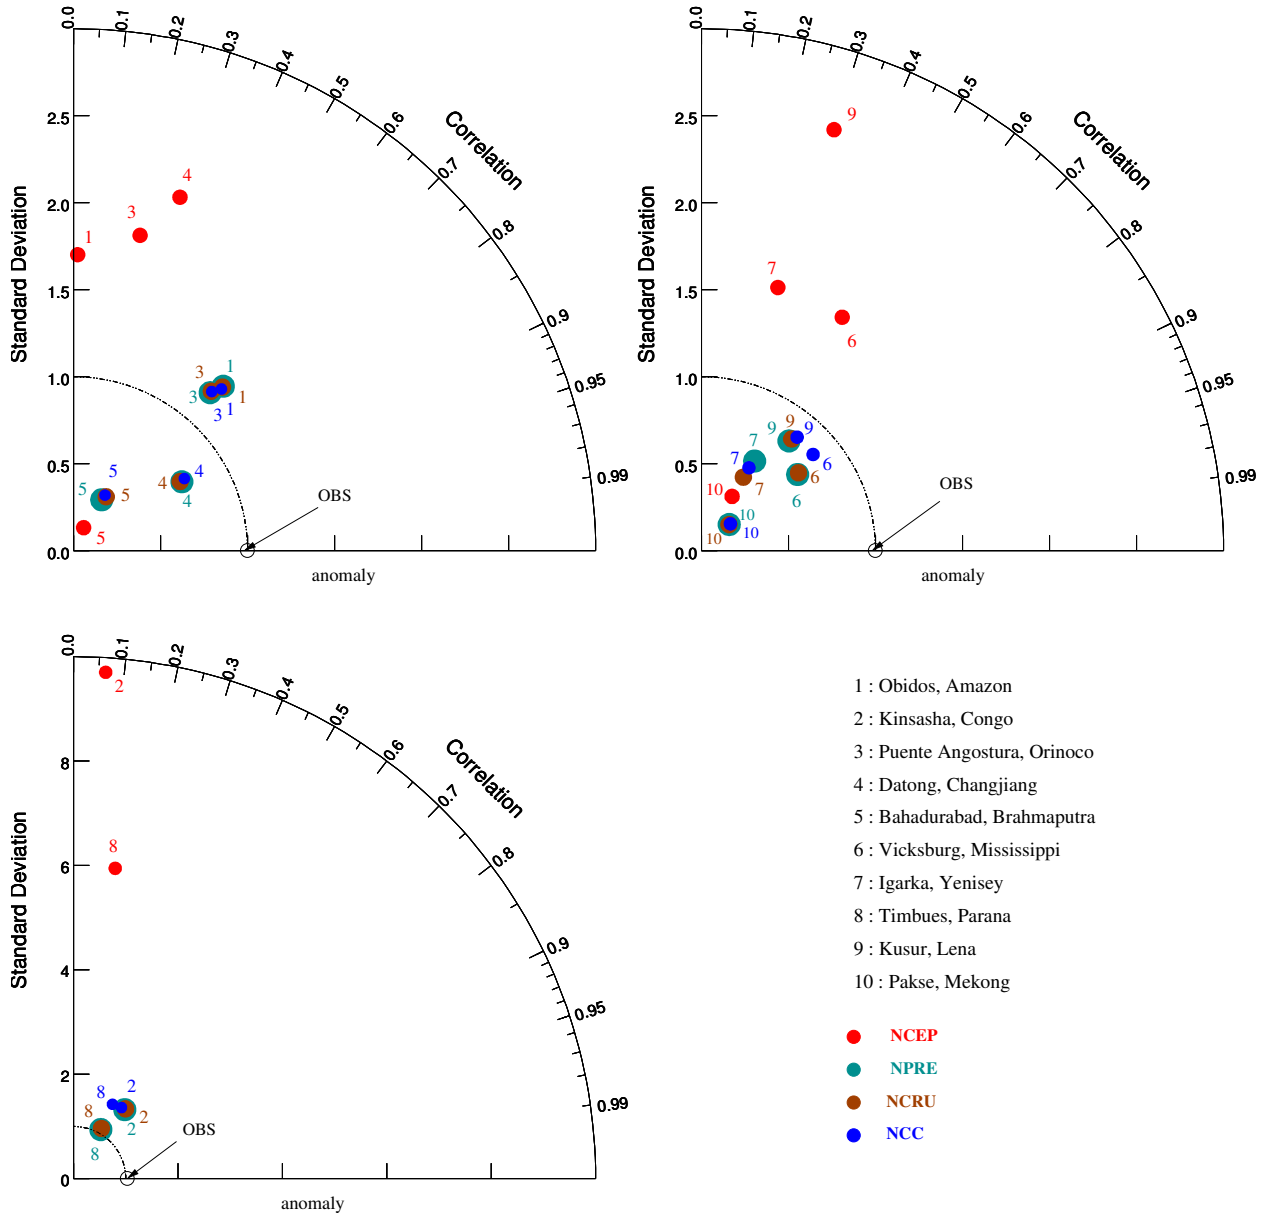 0.0 0.1 0.2 0.3 0.4 0.5 0.6 0.7 0.8 0.9 0.95 0.99
Correlation
Standard Deviation
2.5
2.0
1.5
1.0
0.5
0.0
4
3
1
1
3
3
1
3
1
4
4
4
5
5
5
5
OBS
anomaly
0.0 0.1 0.2 0.3 0.4 0.5 0.6 0.7 0.8 0.9 0.95 0.99
Correlation
Standard Deviation
2.5
2.0
1.5
1.0
0.5
0.0
9
7
6
9
9
9
7
7
7
6
6
6
10
10
10
10
OBS
anomaly
0.0 0.1 0.2 0.3 0.4 0.5 0.6 0.7 0.8 0.9 0.95 0.99
Correlation
Standard Deviation
8
6
4
2
0
2
8
8
2
8
2
2
8
OBS
anomaly
1 : Obidos, Amazon
2 : Kinsasha, Congo
3 : Puente Angostura, Orinoco
4 : Datong, Changjiang
5 : Bahadurabad, Brahmaputra
6 : Vicksburg, Mississippi
7 : Igarka, Yenisey
8 : Timbues, Parana
9 : Kusur, Lena
10 : Pakse, Mekong
NCEP
NPRE
NCRU
NCC